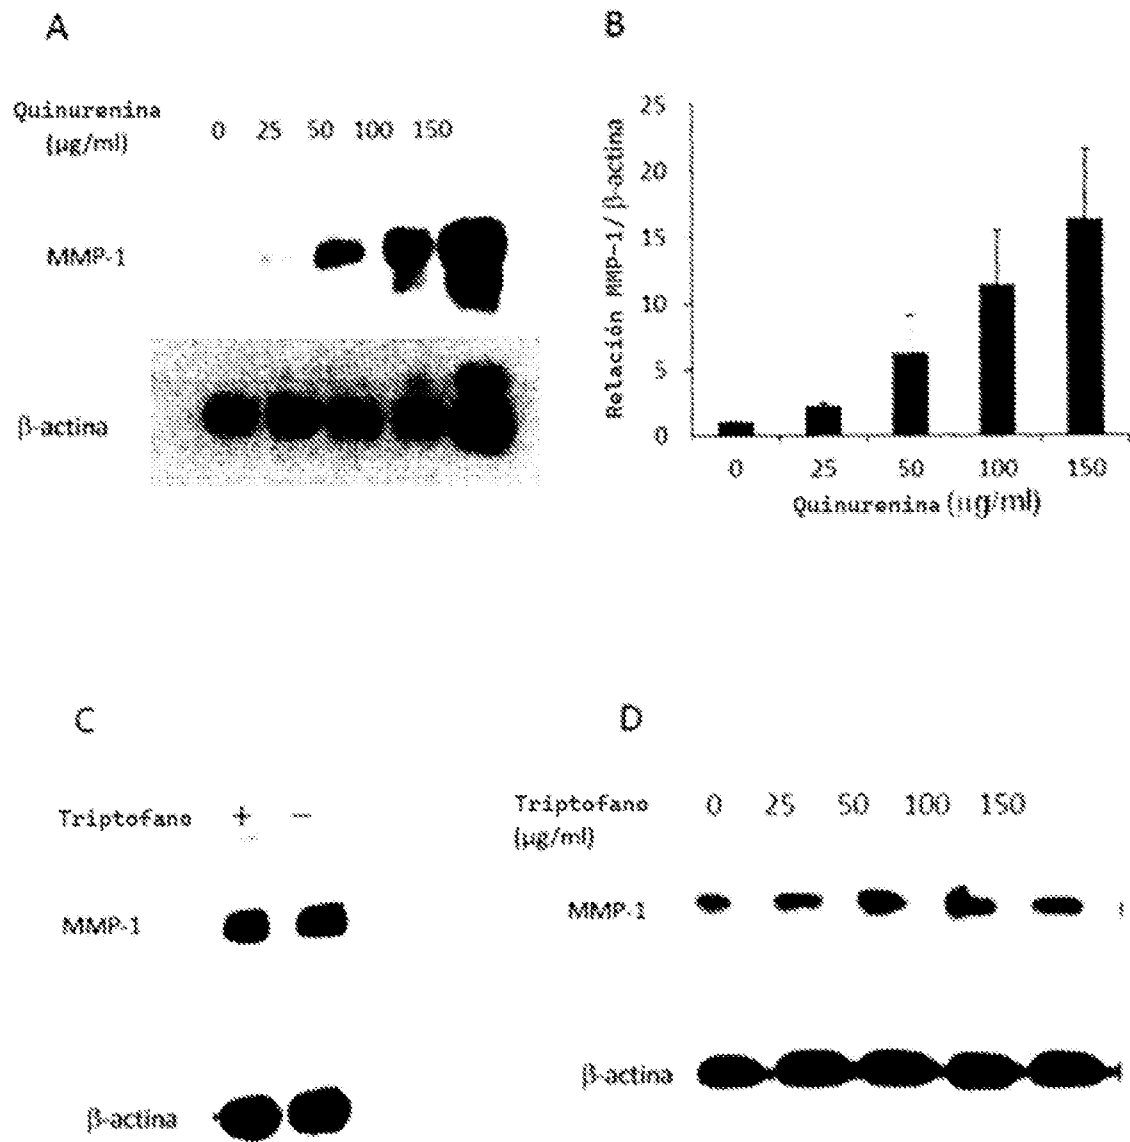 A
Quinurenina
(µg/ml)
0 25 50 100 150
MMP-1
β-actina
B
Relación MMP-1/β-actina
25
20
15
10
5
0
0 25 50 100 150
Quinurenina (µg/ml)
C
Triptofano + −
MMP-1
β-actina
D
Triptofano
(µg/ml)
0 25 50 100 150
MMP-1
β-actina